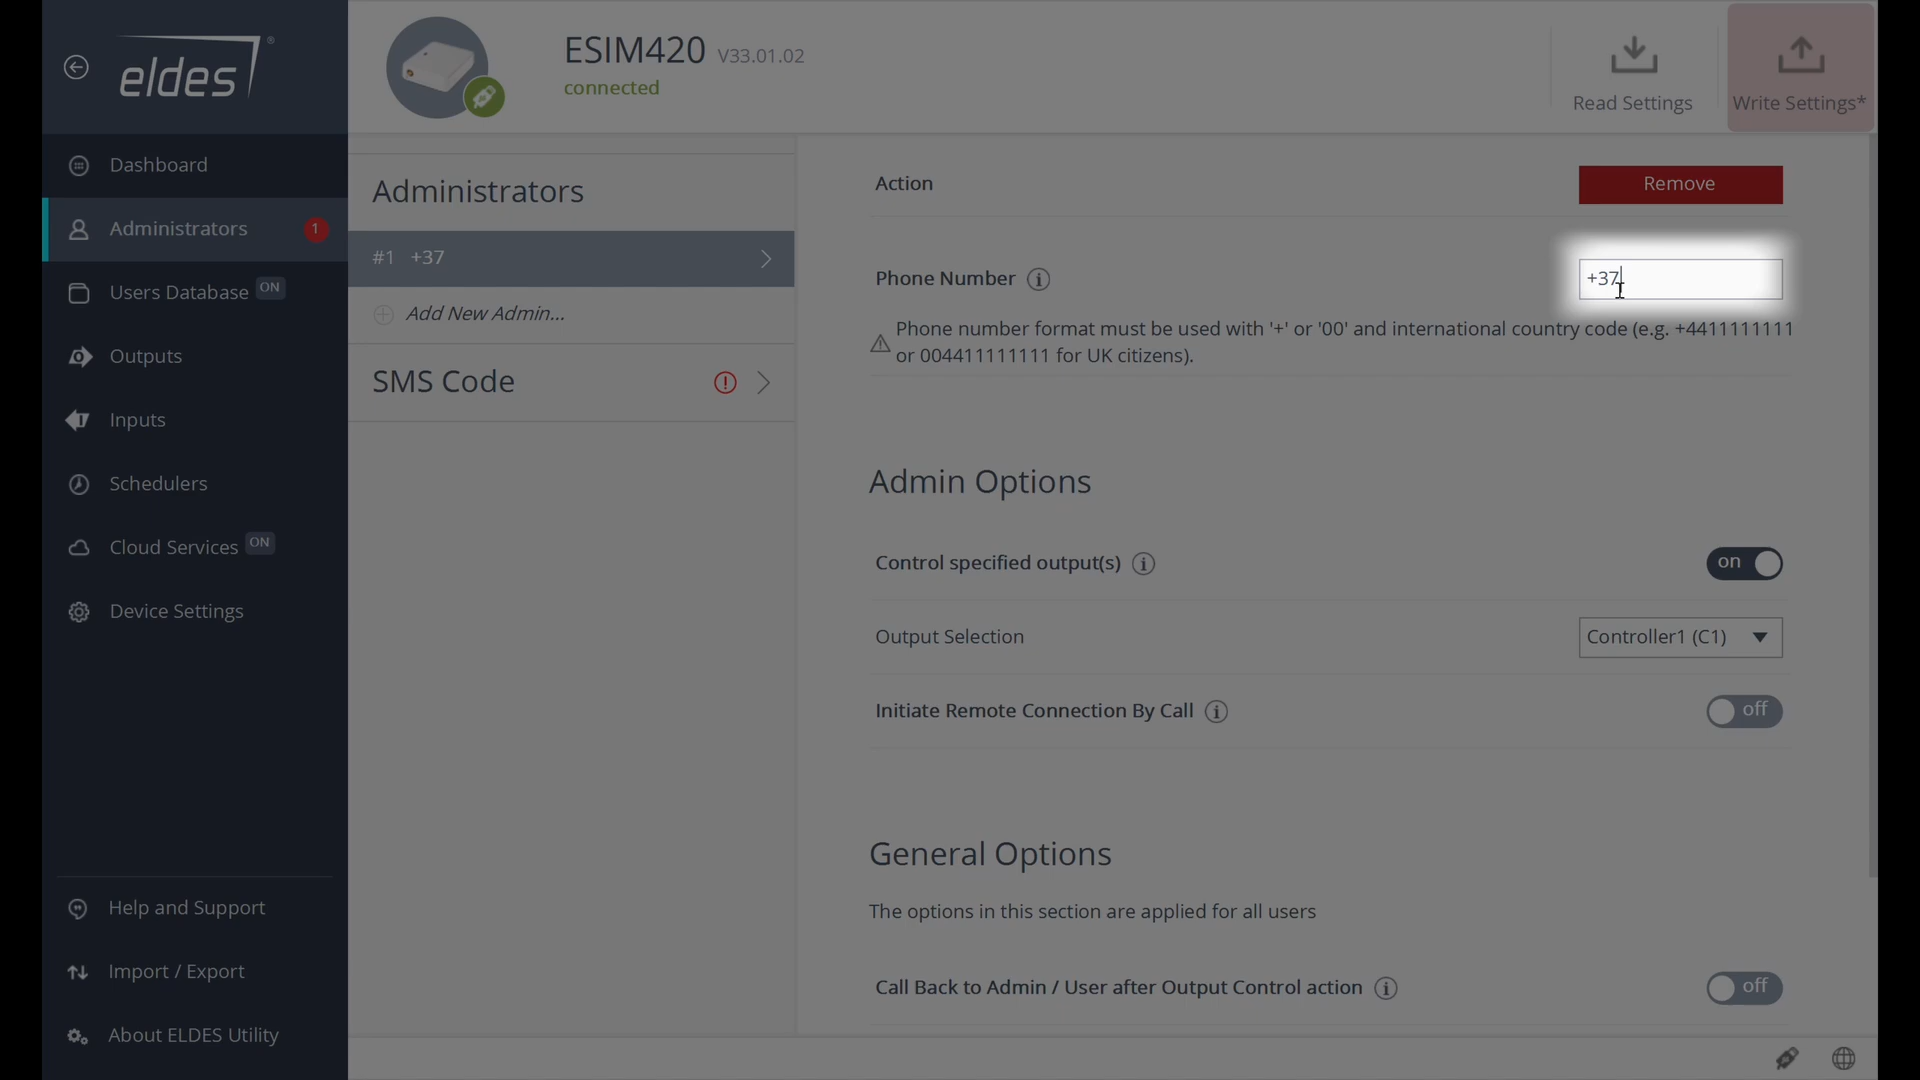 eldes®
ESIM420 V33.01.02
connected
Read Settings
Write Settings*
Dashboard
Administrators 1
Users Database ON
Outputs
Inputs
Schedulers
Cloud Services ON
Device Settings
Help and Support
Import / Export
About ELDES Utility
Administrators
#1 +37
Add New Admin...
SMS Code
Action Remove
Phone Number +37
Phone number format must be used with '+' or '00' and international country code (e.g. +4411111111
or 004411111111 for UK citizens).
Admin Options
Control specified output(s) on
Output Selection Controller1 (C1)
Initiate Remote Connection By Call off
General Options
The options in this section are applied for all users
Call Back to Admin / User after Output Control action off